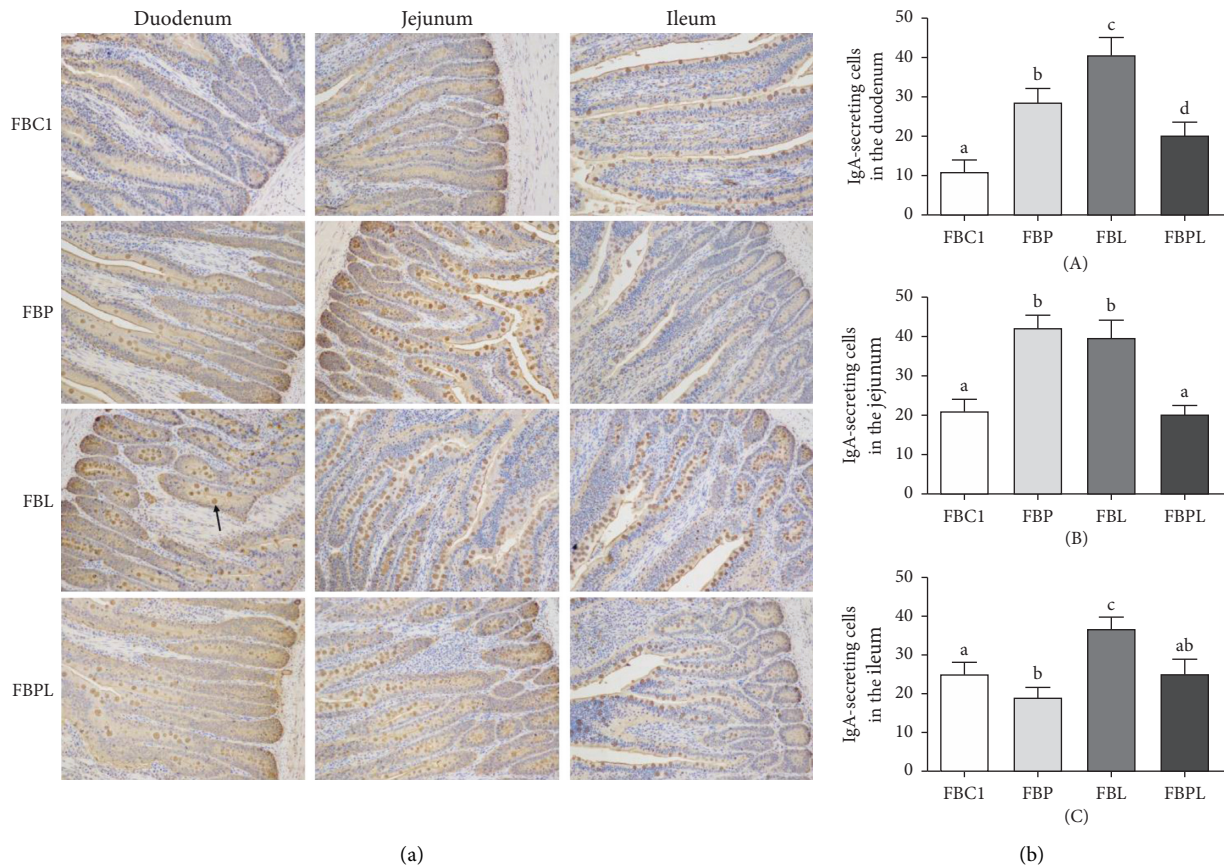 Duodenum
Jejunum
Ileum
FBC1
FBP
FBL
FBPL
(a)
IgA-secreting cells
in the duodenum
50
40
30
20
10
0
a
b
c
d
FBC1
FBP
FBL
FBPL
(A)
IgA-secreting cells
in the jejunum
50
40
30
20
10
0
a
b
b
a
FBC1
FBP
FBL
FBPL
(B)
IgA-secreting cells
in the ileum
50
40
30
20
10
0
a
b
c
ab
FBC1
FBP
FBL
FBPL
(C)
(b)